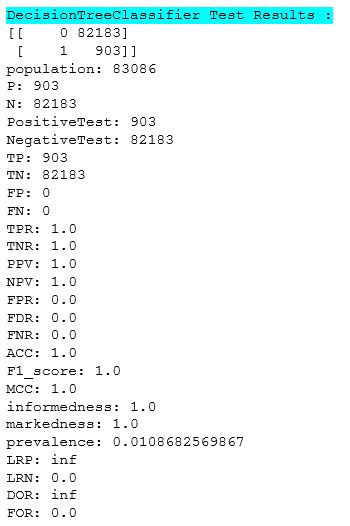 DecisionTreeClassifier Test Results :
[[    0 82183]
 [    1   903]]
population: 83086
P: 903
N: 82183
PositiveTest: 903
NegativeTest: 82183
TP: 903
TN: 82183
FP: 0
FN: 0
TPR: 1.0
TNR: 1.0
PPV: 1.0
NPV: 1.0
FPR: 0.0
FDR: 0.0
FNR: 0.0
ACC: 1.0
F1_score: 1.0
MCC: 1.0
informedness: 1.0
markedness: 1.0
prevalence: 0.0108682569867
LRP: inf
LRN: 0.0
DOR: inf
FOR: 0.0